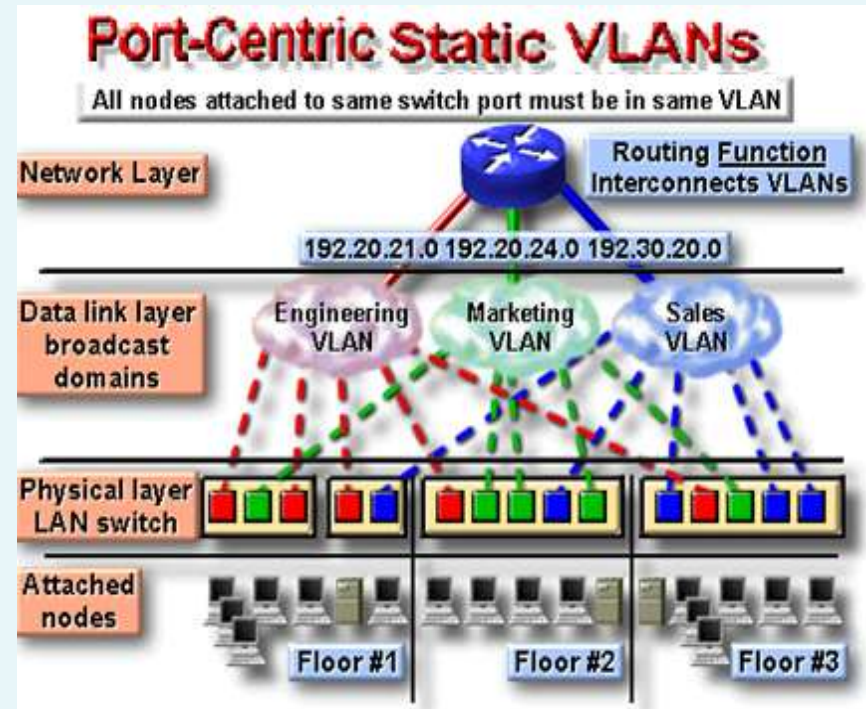 Port-Centric Static VLANs
All nodes attached to same switch port must be in same VLAN
Network Layer
Routing Function
Interconnects VLANs
192.20.21.0 192.20.24.0 192.30.20.0
Data link layer
broadcast
domains
Engineering
VLAN
Marketing
VLAN
Sales
VLAN
Physical layer
LAN switch
Attached
nodes
Floor #1
Floor #2
Floor #3